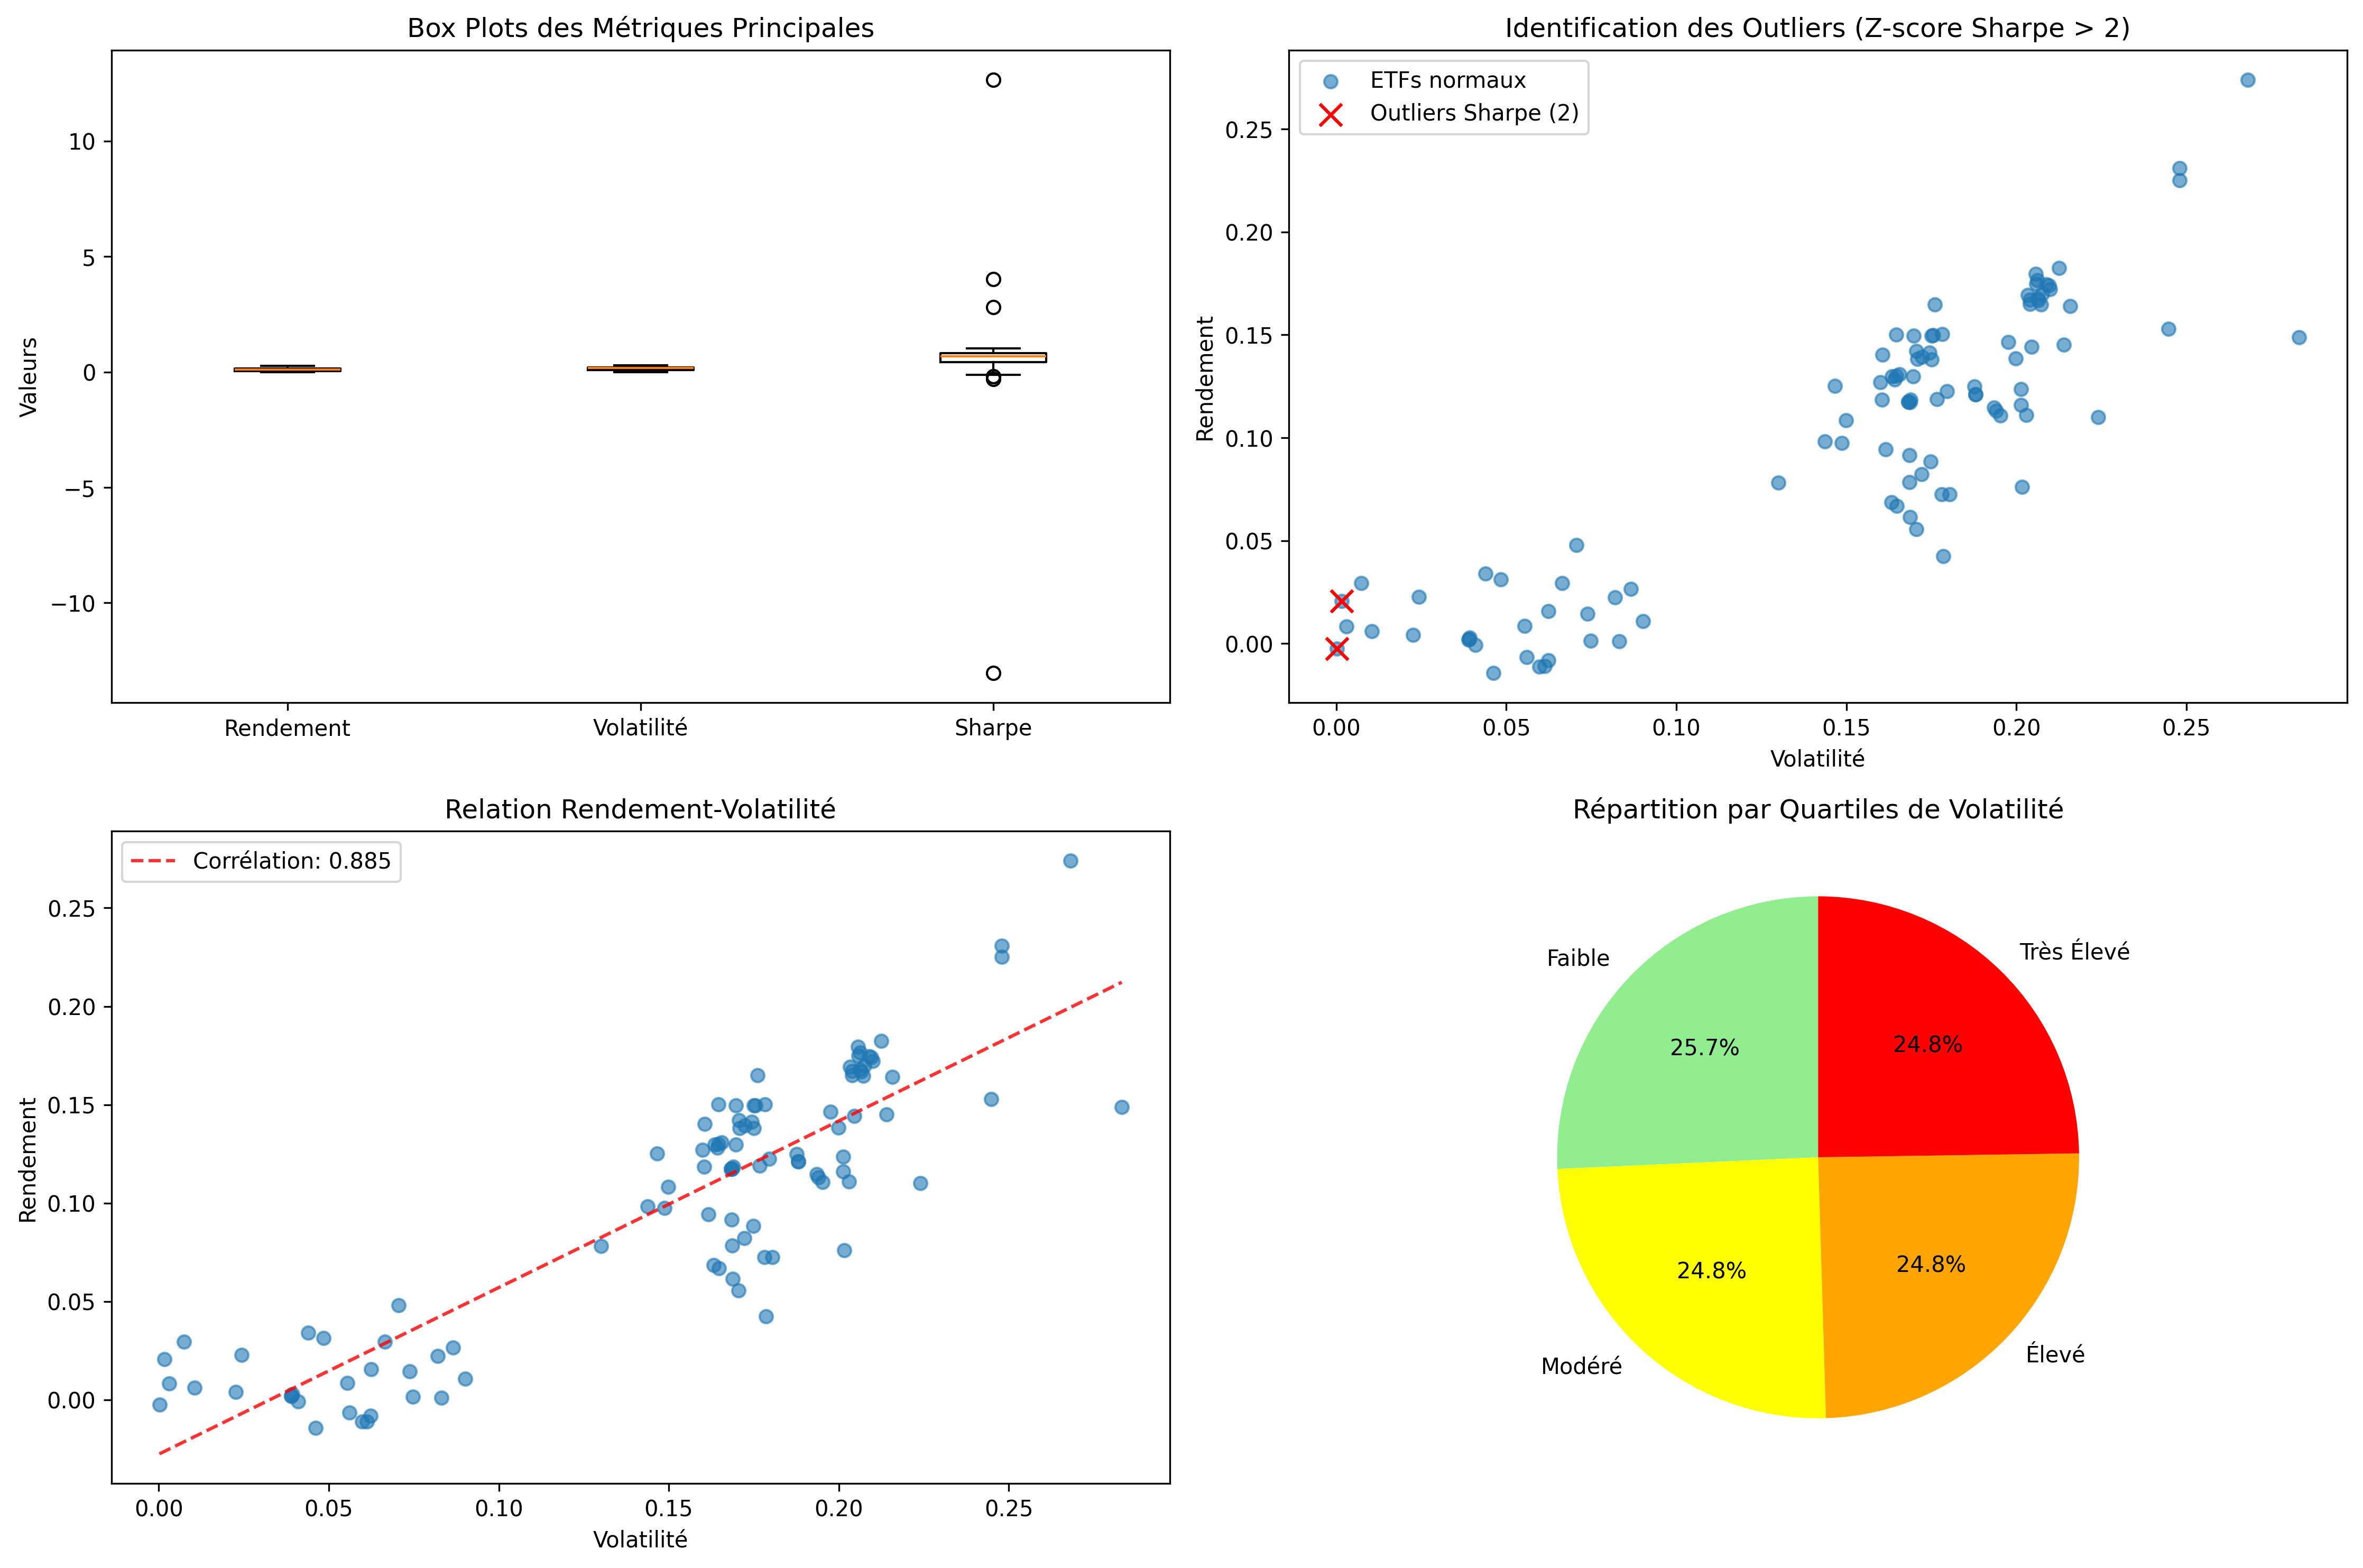 Box Plots des Métriques Principales
Valeurs
10
5
0
−5
−10
Rendement
Volatilité
Sharpe
Identification des Outliers (Z-score Sharpe > 2)
ETFs normaux
Outliers Sharpe (2)
Rendement
0.25
0.20
0.15
0.10
0.05
0.00
0.00
0.05
0.10
0.15
0.20
0.25
Volatilité
Relation Rendement-Volatilité
Corrélation: 0.885
Rendement
0.25
0.20
0.15
0.10
0.05
0.00
0.00
0.05
0.10
0.15
0.20
0.25
Volatilité
Répartition par Quartiles de Volatilité
Faible
Très Élevé
25.7%
24.8%
24.8%
24.8%
Modéré
Élevé